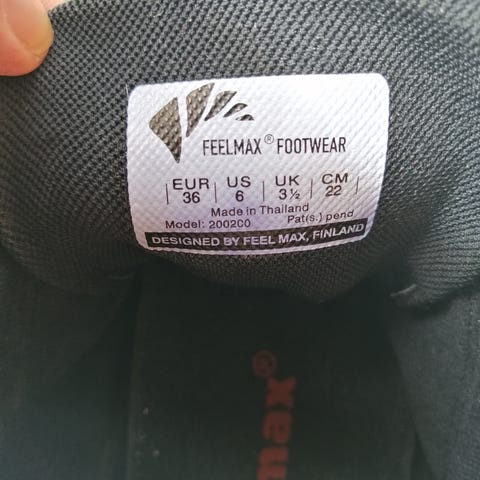 FEELMAX® FOOTWEAR
EUR US UK CM
36 6 3½ 22
Made in Thailand
Model: 200200 Pat(s.) pend
DESIGNED BY FEEL MAX, FINLAND
max®